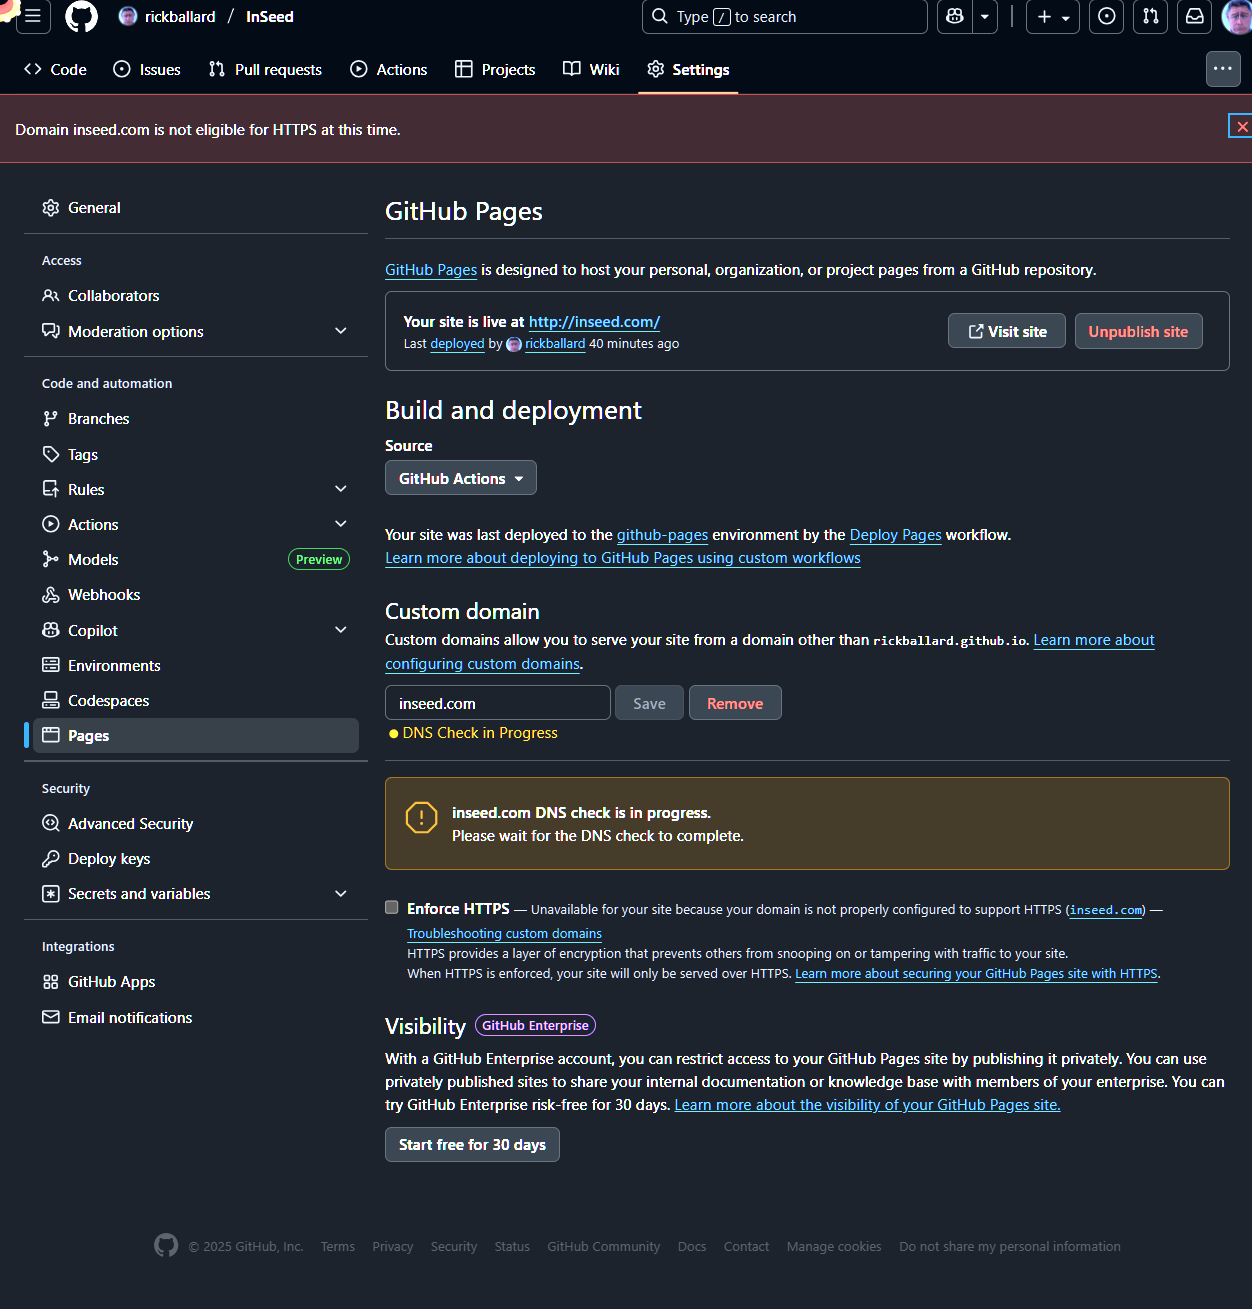 rickballard / InSeed
Type / to search
Code Issues Pull requests Actions Projects Wiki Settings
Domain inseed.com is not eligible for HTTPS at this time.
General
Access
Collaborators
Moderation options
Code and automation
Branches
Tags
Rules
Actions
Models Preview
Webhooks
Copilot
Environments
Codespaces
Pages
Security
Advanced Security
Deploy keys
Secrets and variables
Integrations
GitHub Apps
Email notifications
GitHub Pages
GitHub Pages is designed to host your personal, organization, or project pages from a GitHub repository.
Your site is live at http://inseed.com/
Last deployed by rickballard 40 minutes ago
Visit site
Unpublish site
Build and deployment
Source
GitHub Actions
Your site was last deployed to the github-pages environment by the Deploy Pages workflow.
Learn more about deploying to GitHub Pages using custom workflows
Custom domain
Custom domains allow you to serve your site from a domain other than rickballard.github.io. Learn more about
configuring custom domains.
inseed.com Save Remove
DNS Check in Progress
inseed.com DNS check is in progress.
Please wait for the DNS check to complete.
Enforce HTTPS — Unavailable for your site because your domain is not properly configured to support HTTPS (inseed.com) —
Troubleshooting custom domains
HTTPS provides a layer of encryption that prevents others from snooping on or tampering with traffic to your site.
When HTTPS is enforced, your site will only be served over HTTPS. Learn more about securing your GitHub Pages site with HTTPS.
Visibility GitHub Enterprise
With a GitHub Enterprise account, you can restrict access to your GitHub Pages site by publishing it privately. You can use
privately published sites to share your internal documentation or knowledge base with members of your enterprise. You can
try GitHub Enterprise risk-free for 30 days. Learn more about the visibility of your GitHub Pages site.
Start free for 30 days
© 2025 GitHub, Inc. Terms Privacy Security Status GitHub Community Docs Contact Manage cookies Do not share my personal information